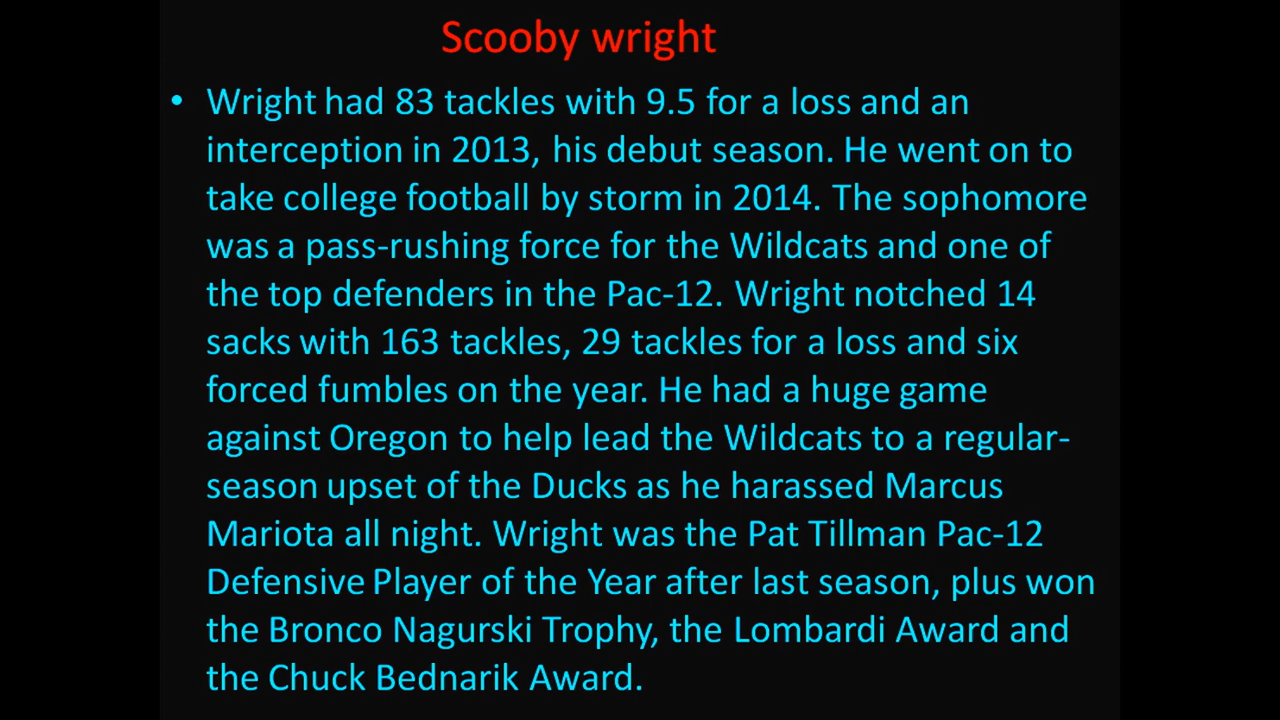 Scooby wright
• Wright had 83 tackles with 9.5 for a loss and an
interception in 2013, his debut season. He went on to
take college football by storm in 2014. The sophomore
was a pass-rushing force for the Wildcats and one of
the top defenders in the Pac-12. Wright notched 14
sacks with 163 tackles, 29 tackles for a loss and six
forced fumbles on the year. He had a huge game
against Oregon to help lead the Wildcats to a regular-
season upset of the Ducks as he harassed Marcus
Mariota all night. Wright was the Pat Tillman Pac-12
Defensive Player of the Year after last season, plus won
the Bronco Nagurski Trophy, the Lombardi Award and
the Chuck Bednarik Award.